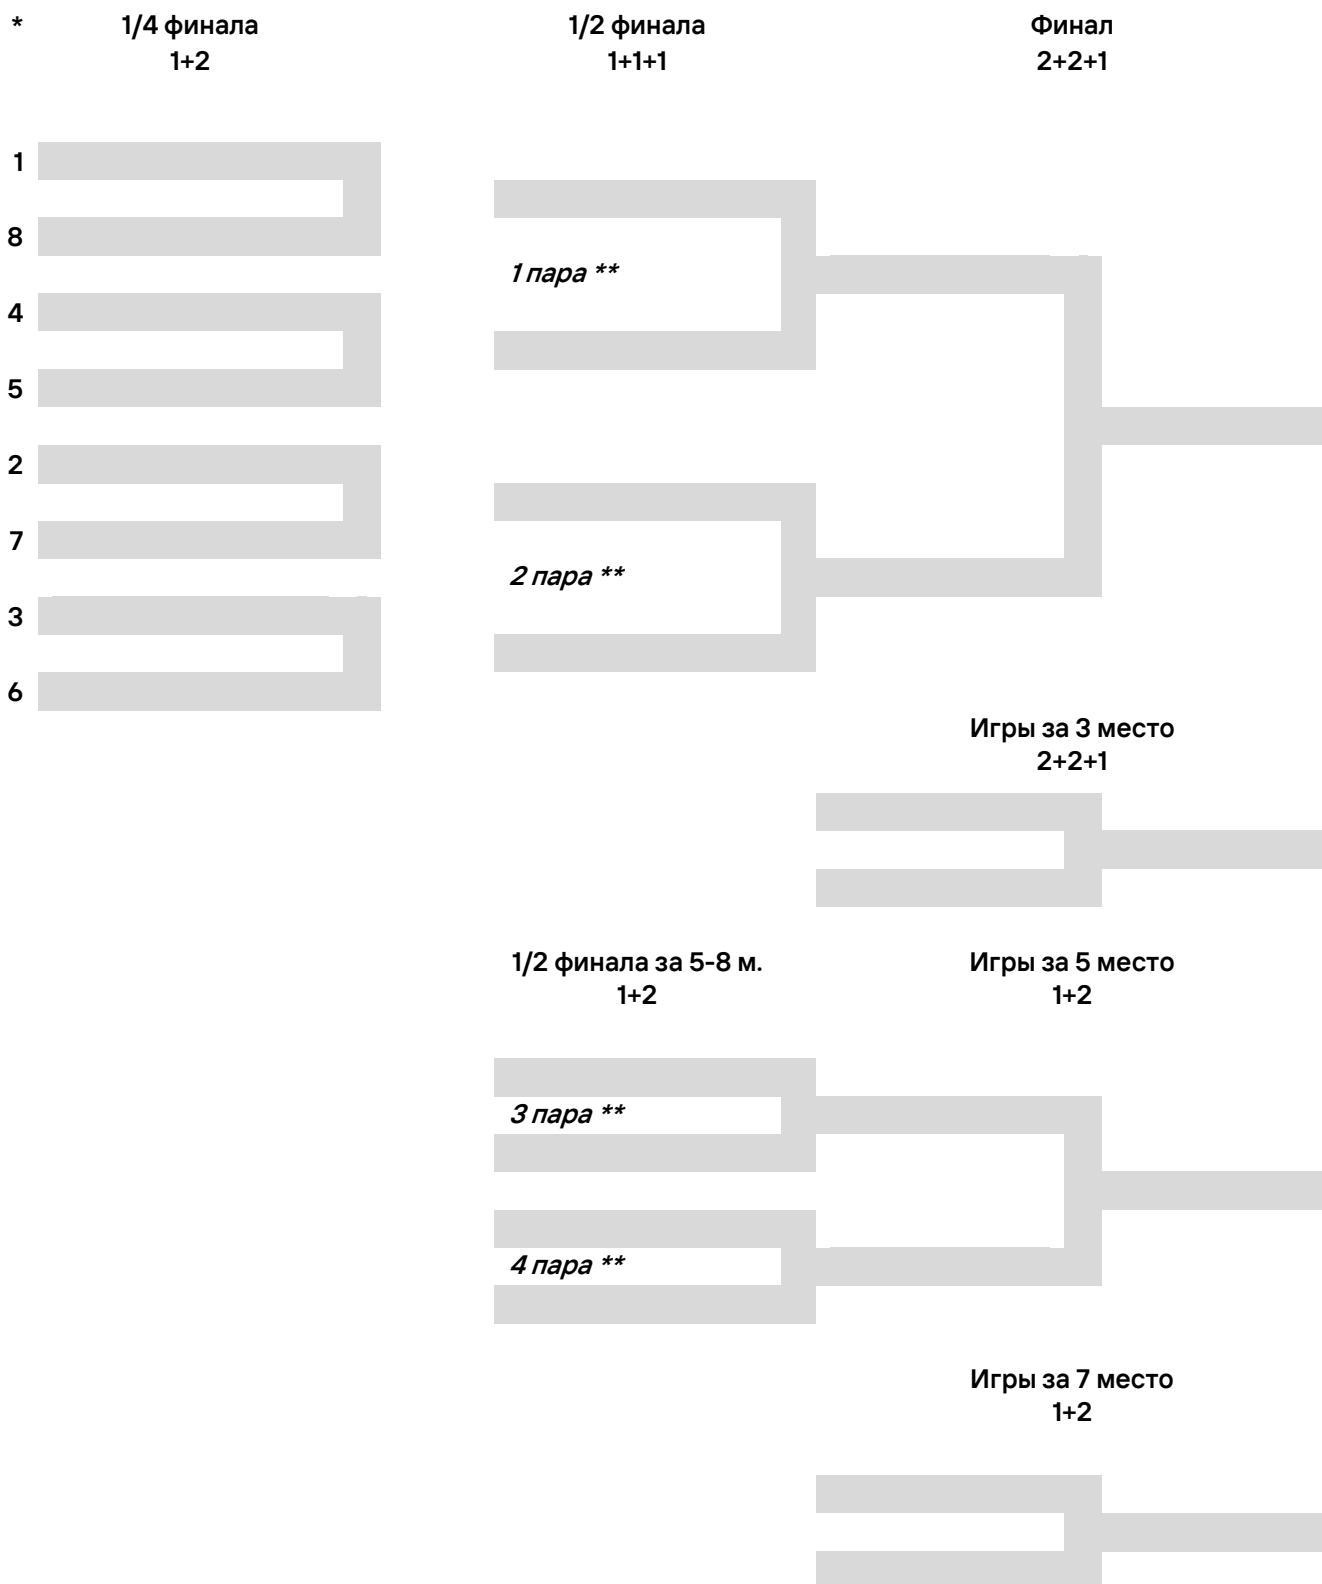 * 1/4 финала 1/2 финала Финал
1+2 1+1+1 2+2+1
1
8
1 пара **
4
5
2
7
2 пара **
3
6
Игры за 3 место
2+2+1
1/2 финала за 5-8 м. Игры за 5 место
1+2 1+2
3 пара **
4 пара **
Игры за 7 место
1+2